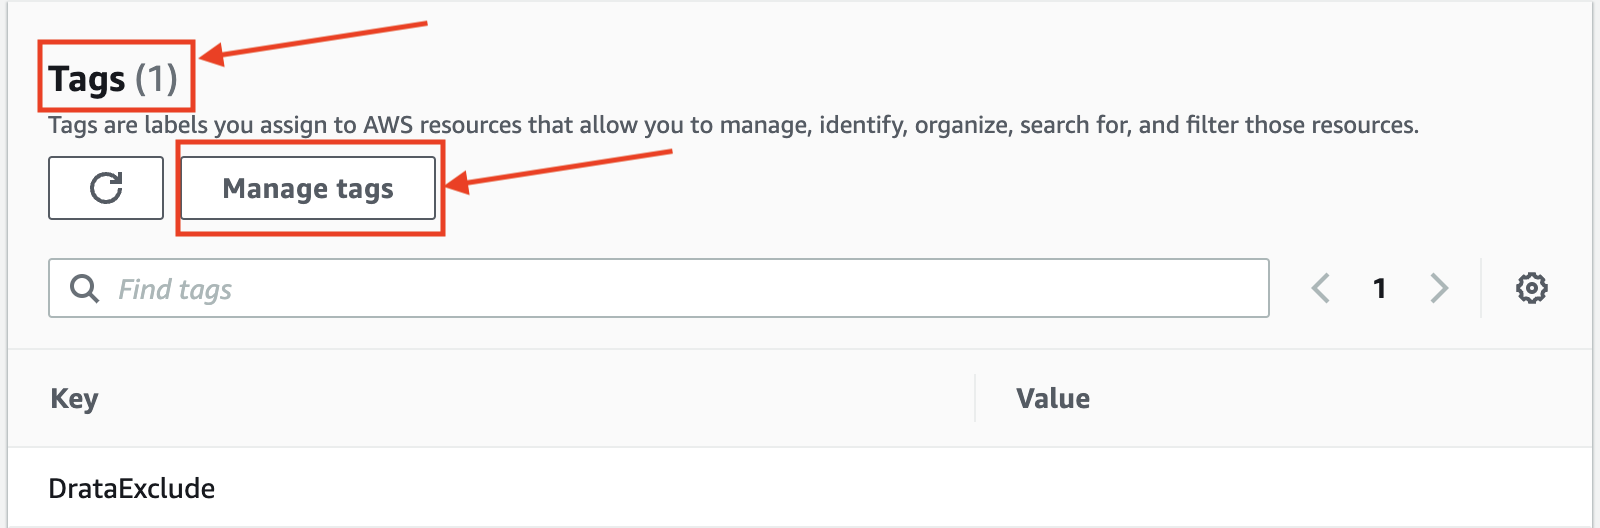 Tags (1)
Tags are labels you assign to AWS resources that allow you to manage, identify, organize, search for, and filter those resources.
Manage tags
Find tags
1
Key
Value
DrataExclude